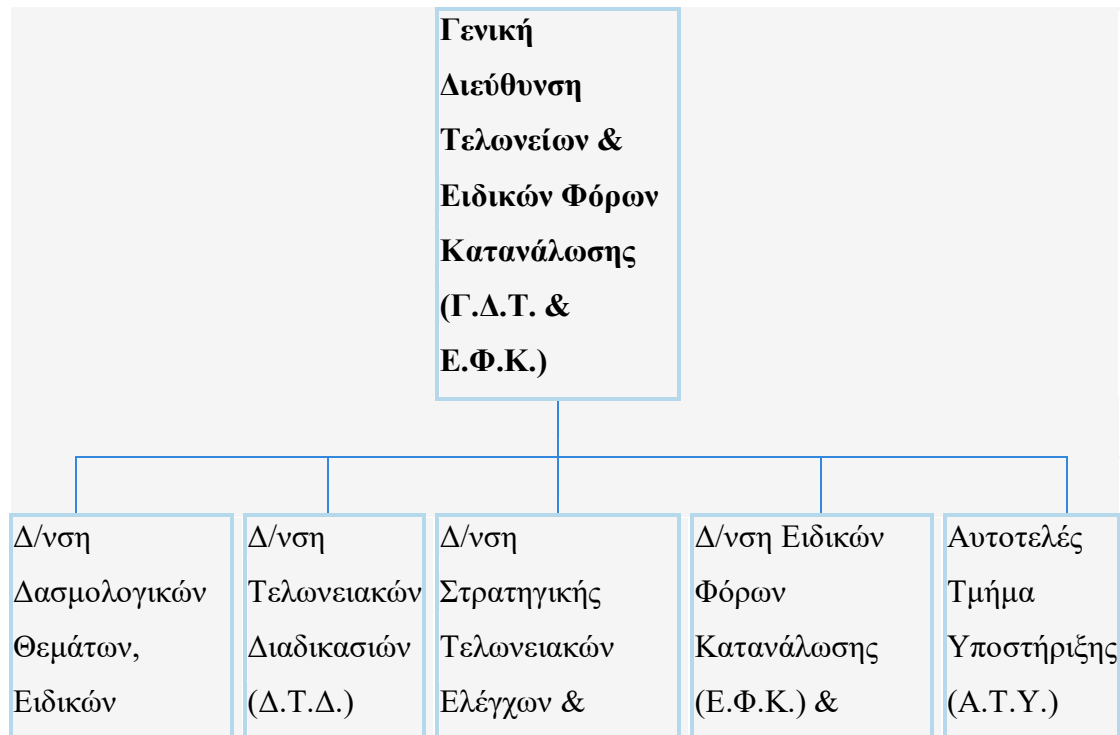 Γενική
Διεύθυνση
Τελωνείων &
Ειδικών Φόρων
Κατανάλωσης
(Γ.Δ.Τ. &
Ε.Φ.Κ.)
Δ/νση
Δασμολογικών
Θεμάτων,
Ειδικών
Δ/νση
Τελωνειακών
Διαδικασιών
(Δ.Τ.Δ.)
Δ/νση
Στρατηγικής
Τελωνειακών
Ελέγχων &
Δ/νση Ειδικών
Φόρων
Κατανάλωσης
(Ε.Φ.Κ.) &
Αυτοτελές
Τμήμα
Υποστήριξης
(Α.Τ.Υ.)